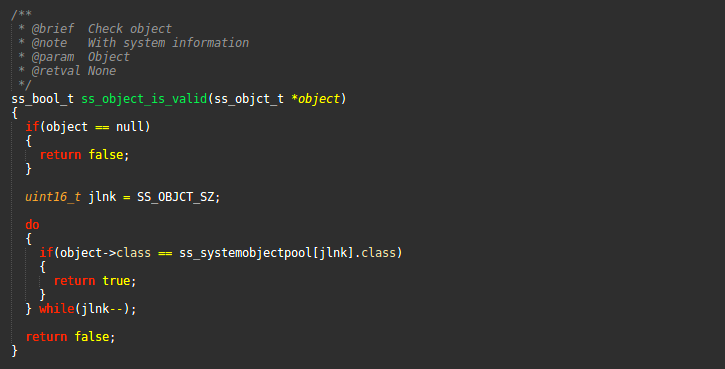 /**
 * @brief  Check object
 * @note   With system information
 * @param  Object
 * @retval None
 */
ss_bool_t ss_object_is_valid(ss_objct_t *object)
{
  if(object == null)
  {
    return false;
  }
  uint16_t jlnk = SS_OBJCT_SZ;
  do
  {
    if(object->class == ss_systemobjectpool[jlnk].class)
    {
      return true;
    }
  } while(jlnk--);
  return false;
}